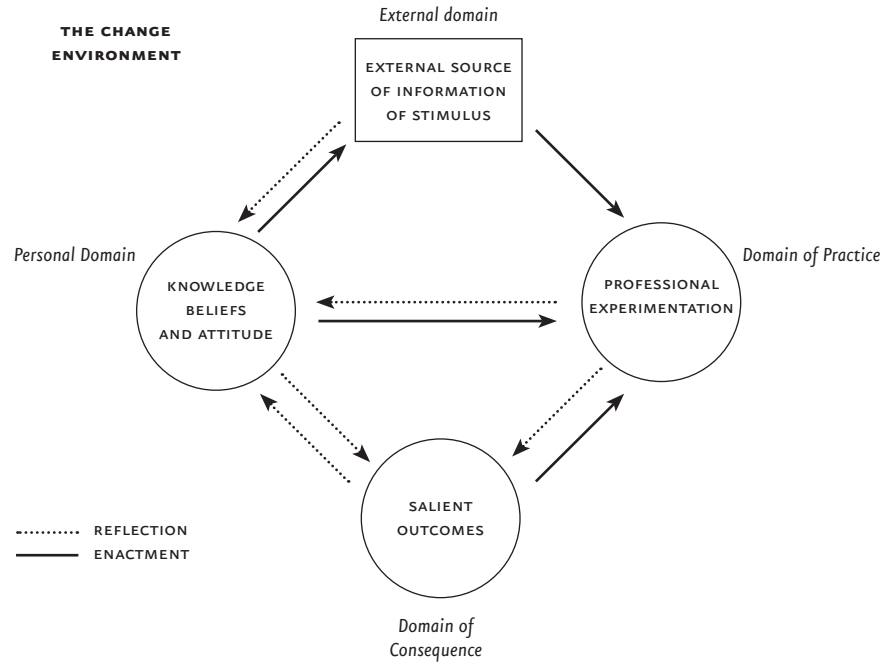 External domain
THE CHANGE
ENVIRONMENT
EXTERNAL SOURCE
OF INFORMATION
OF STIMULUS
Personal Domain
Domain of Practice
KNOWLEDGE
BELIEFS
AND ATTITUDE
PROFESSIONAL
EXPERIMENTATION
SALIENT
OUTCOMES
REFLECTION
ENACTMENT
Domain of
Consequence